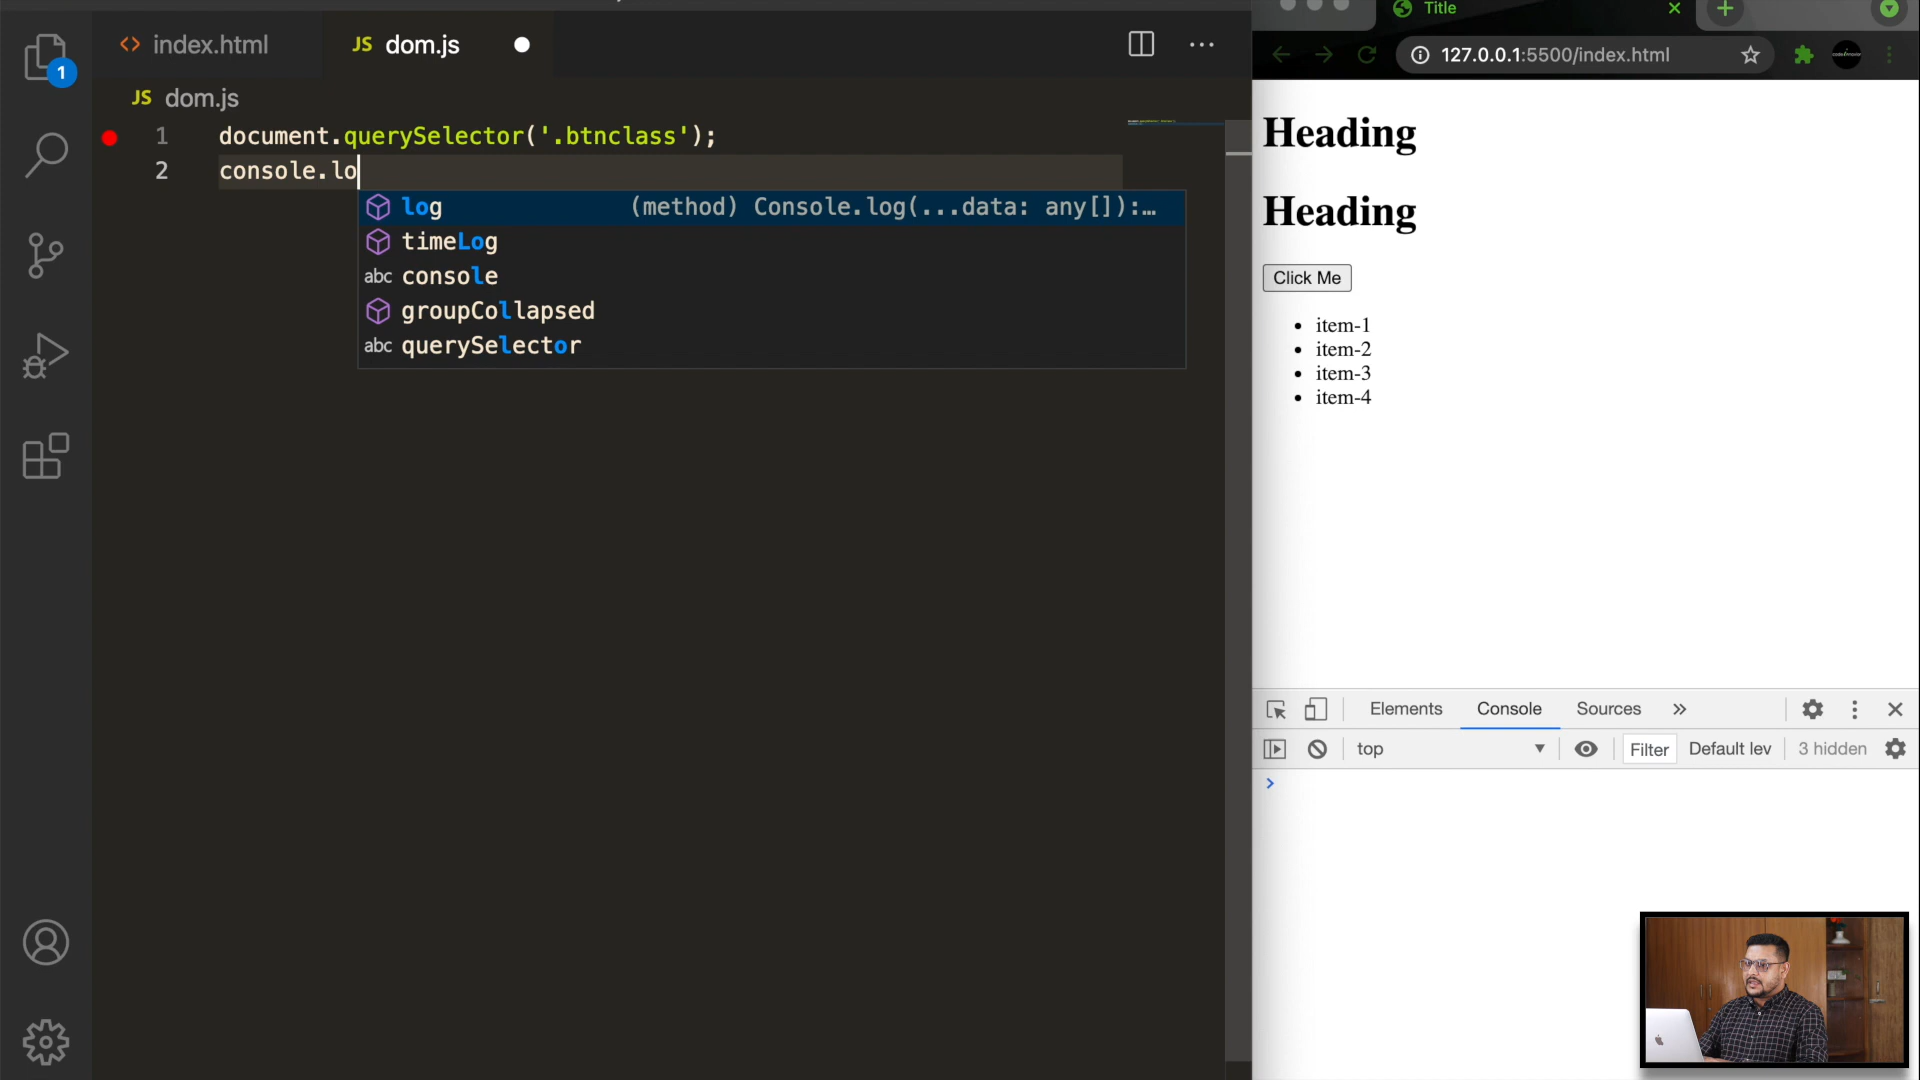 index.html
JS dom.js
1
JS dom.js
1 document.querySelector('.btnclass');
2 console.lo
log (method) Console.log(...data: any[]):…
timeLog
abc console
groupCollapsed
abc querySelector
Title
127.0.0.1:5500/index.html
Heading
Heading
Click Me
item-1
item-2
item-3
item-4
Elements Console Sources
top Filter Default lev 3 hidden